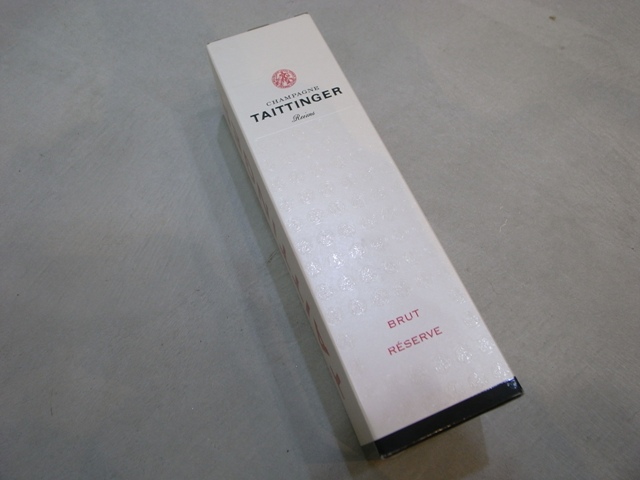 CHAMPAGNE
TAITTINGER
Reims
BRUT
RÉSERVE